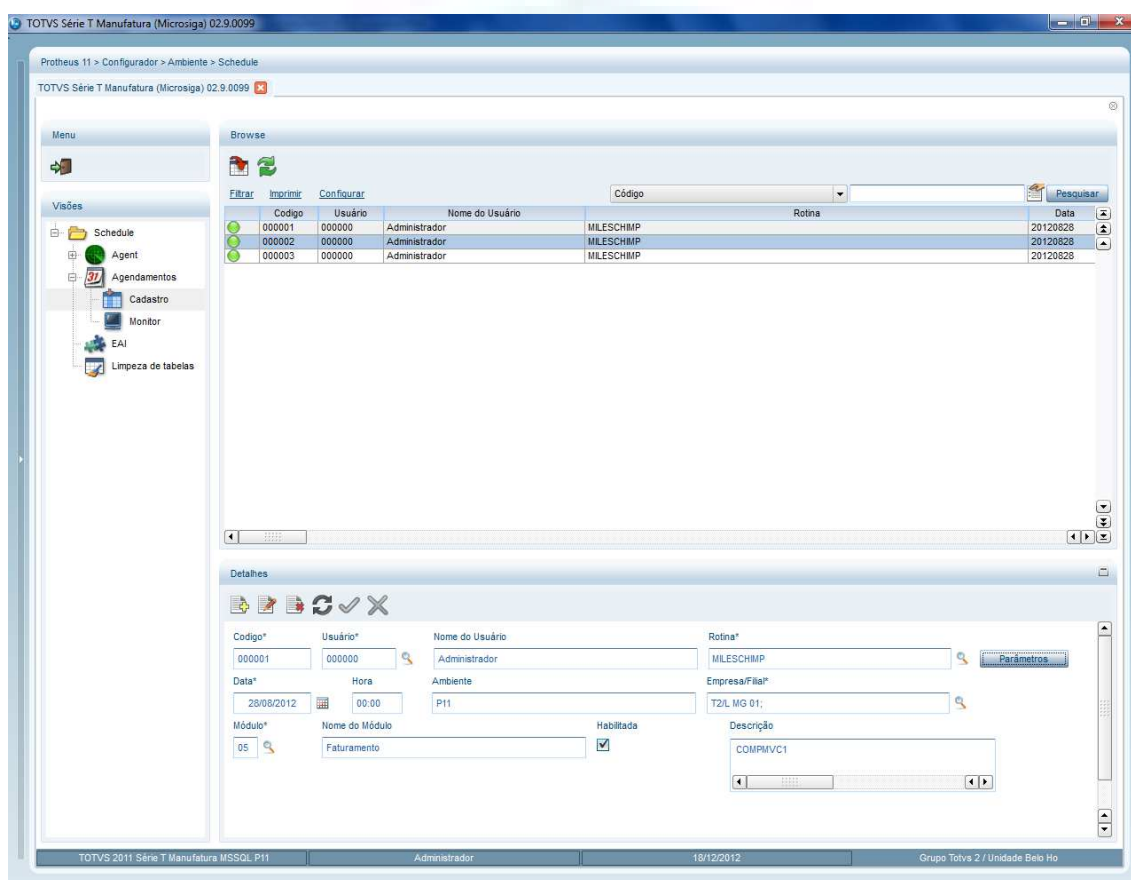 TOTVS Série T Manufatura (Microsiga) 02.9.0099
Protheus 11 > Configurador > Ambiente > Schedule
TOTVS Série T Manufatura (Microsiga) 02.9.0099
Menu
Browse
Filtrar Imprimir Configurar Código Pesquisar
Visões
Schedule
Agent
31 Agendamentos
Cadastro
Monitor
EAI
Limpeza de tabelas
Codigo Usuário Nome do Usuário Rotina Data
000001 000000 Administrador MILESCHIMP 20120828
000002 000000 Administrador MILESCHIMP 20120828
000003 000000 Administrador MILESCHIMP 20120828
Detalhes
Codigo* Usuário* Nome do Usuário Rotina*
000001 000000 Administrador MILESCHIMP Parâmetros
Data* Hora Ambiente Empresa/Filial*
28/08/2012 00:00 P11 T2/L MG 01;
Módulo* Nome do Módulo Habilitada Descrição
05 Faturamento COMPMVC1
TOTVS 2011 Série T Manufatura MSSQL P11 Administrador 18/12/2012 Grupo Totvs 2 / Unidade Belo Ho